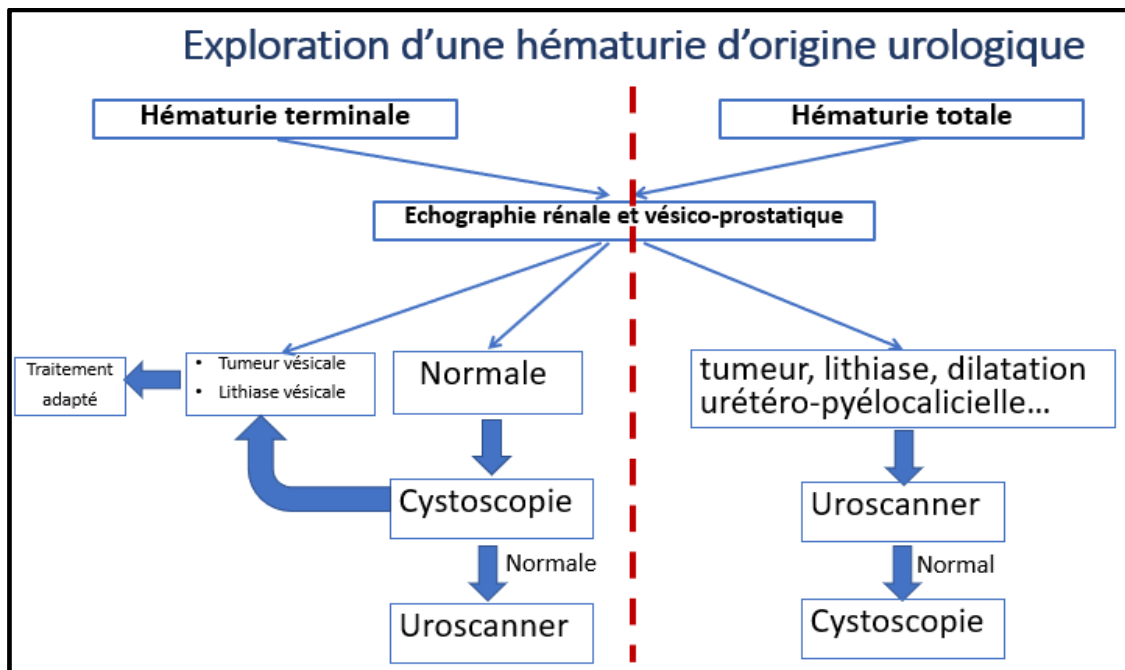 Exploration d'une hématurie d'origine urologique
Hématurie terminale
Hématurie totale
Echographie rénale et vésico-prostatique
Traitement
adapté
• Tumeur vésicale
• Lithiase vésicale
Normale
tumeur, lithiase, dilatation
urétéro-pyélocalicielle...
Cystoscopie
Uroscanner
Normale
Normal
Uroscanner
Cystoscopie